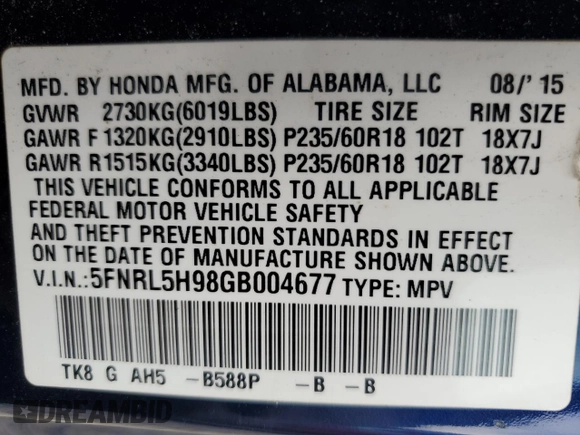 MFD. BY HONDA MFG. OF ALABAMA, LLC 08/'15
GVWR 2730KG(6019LBS) TIRE SIZE RIM SIZE
GAWR F 1320KG(2910LBS) P235/60R18 102T 18X7J
GAWR R1515KG(3340LBS) P235/60R18 102T 18X7J
THIS VEHICLE CONFORMS TO ALL APPLICABLE
FEDERAL MOTOR VEHICLE SAFETY
AND THEFT PREVENTION STANDARDS IN EFFECT
ON THE DATE OF MANUFACTURE SHOWN ABOVE.
V.I.N.:5FNRL5H98GB004677 TYPE: MPV
TK8 G AH5 -B588P -B -B
DREAMBID